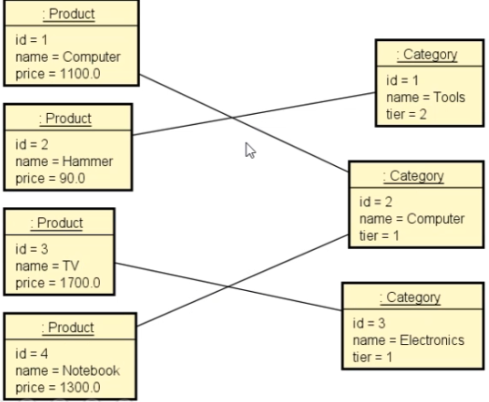 : Product
id = 1
name = Computer
price = 1100.0
: Product
id = 2
name = Hammer
price = 90.0
: Product
id = 3
name = TV
price = 1700.0
: Product
id = 4
name = Notebook
price = 1300.0
: Category
id = 1
name = Tools
tier = 2
: Category
id = 2
name = Computer
tier = 1
: Category
id = 3
name = Electronics
tier = 1